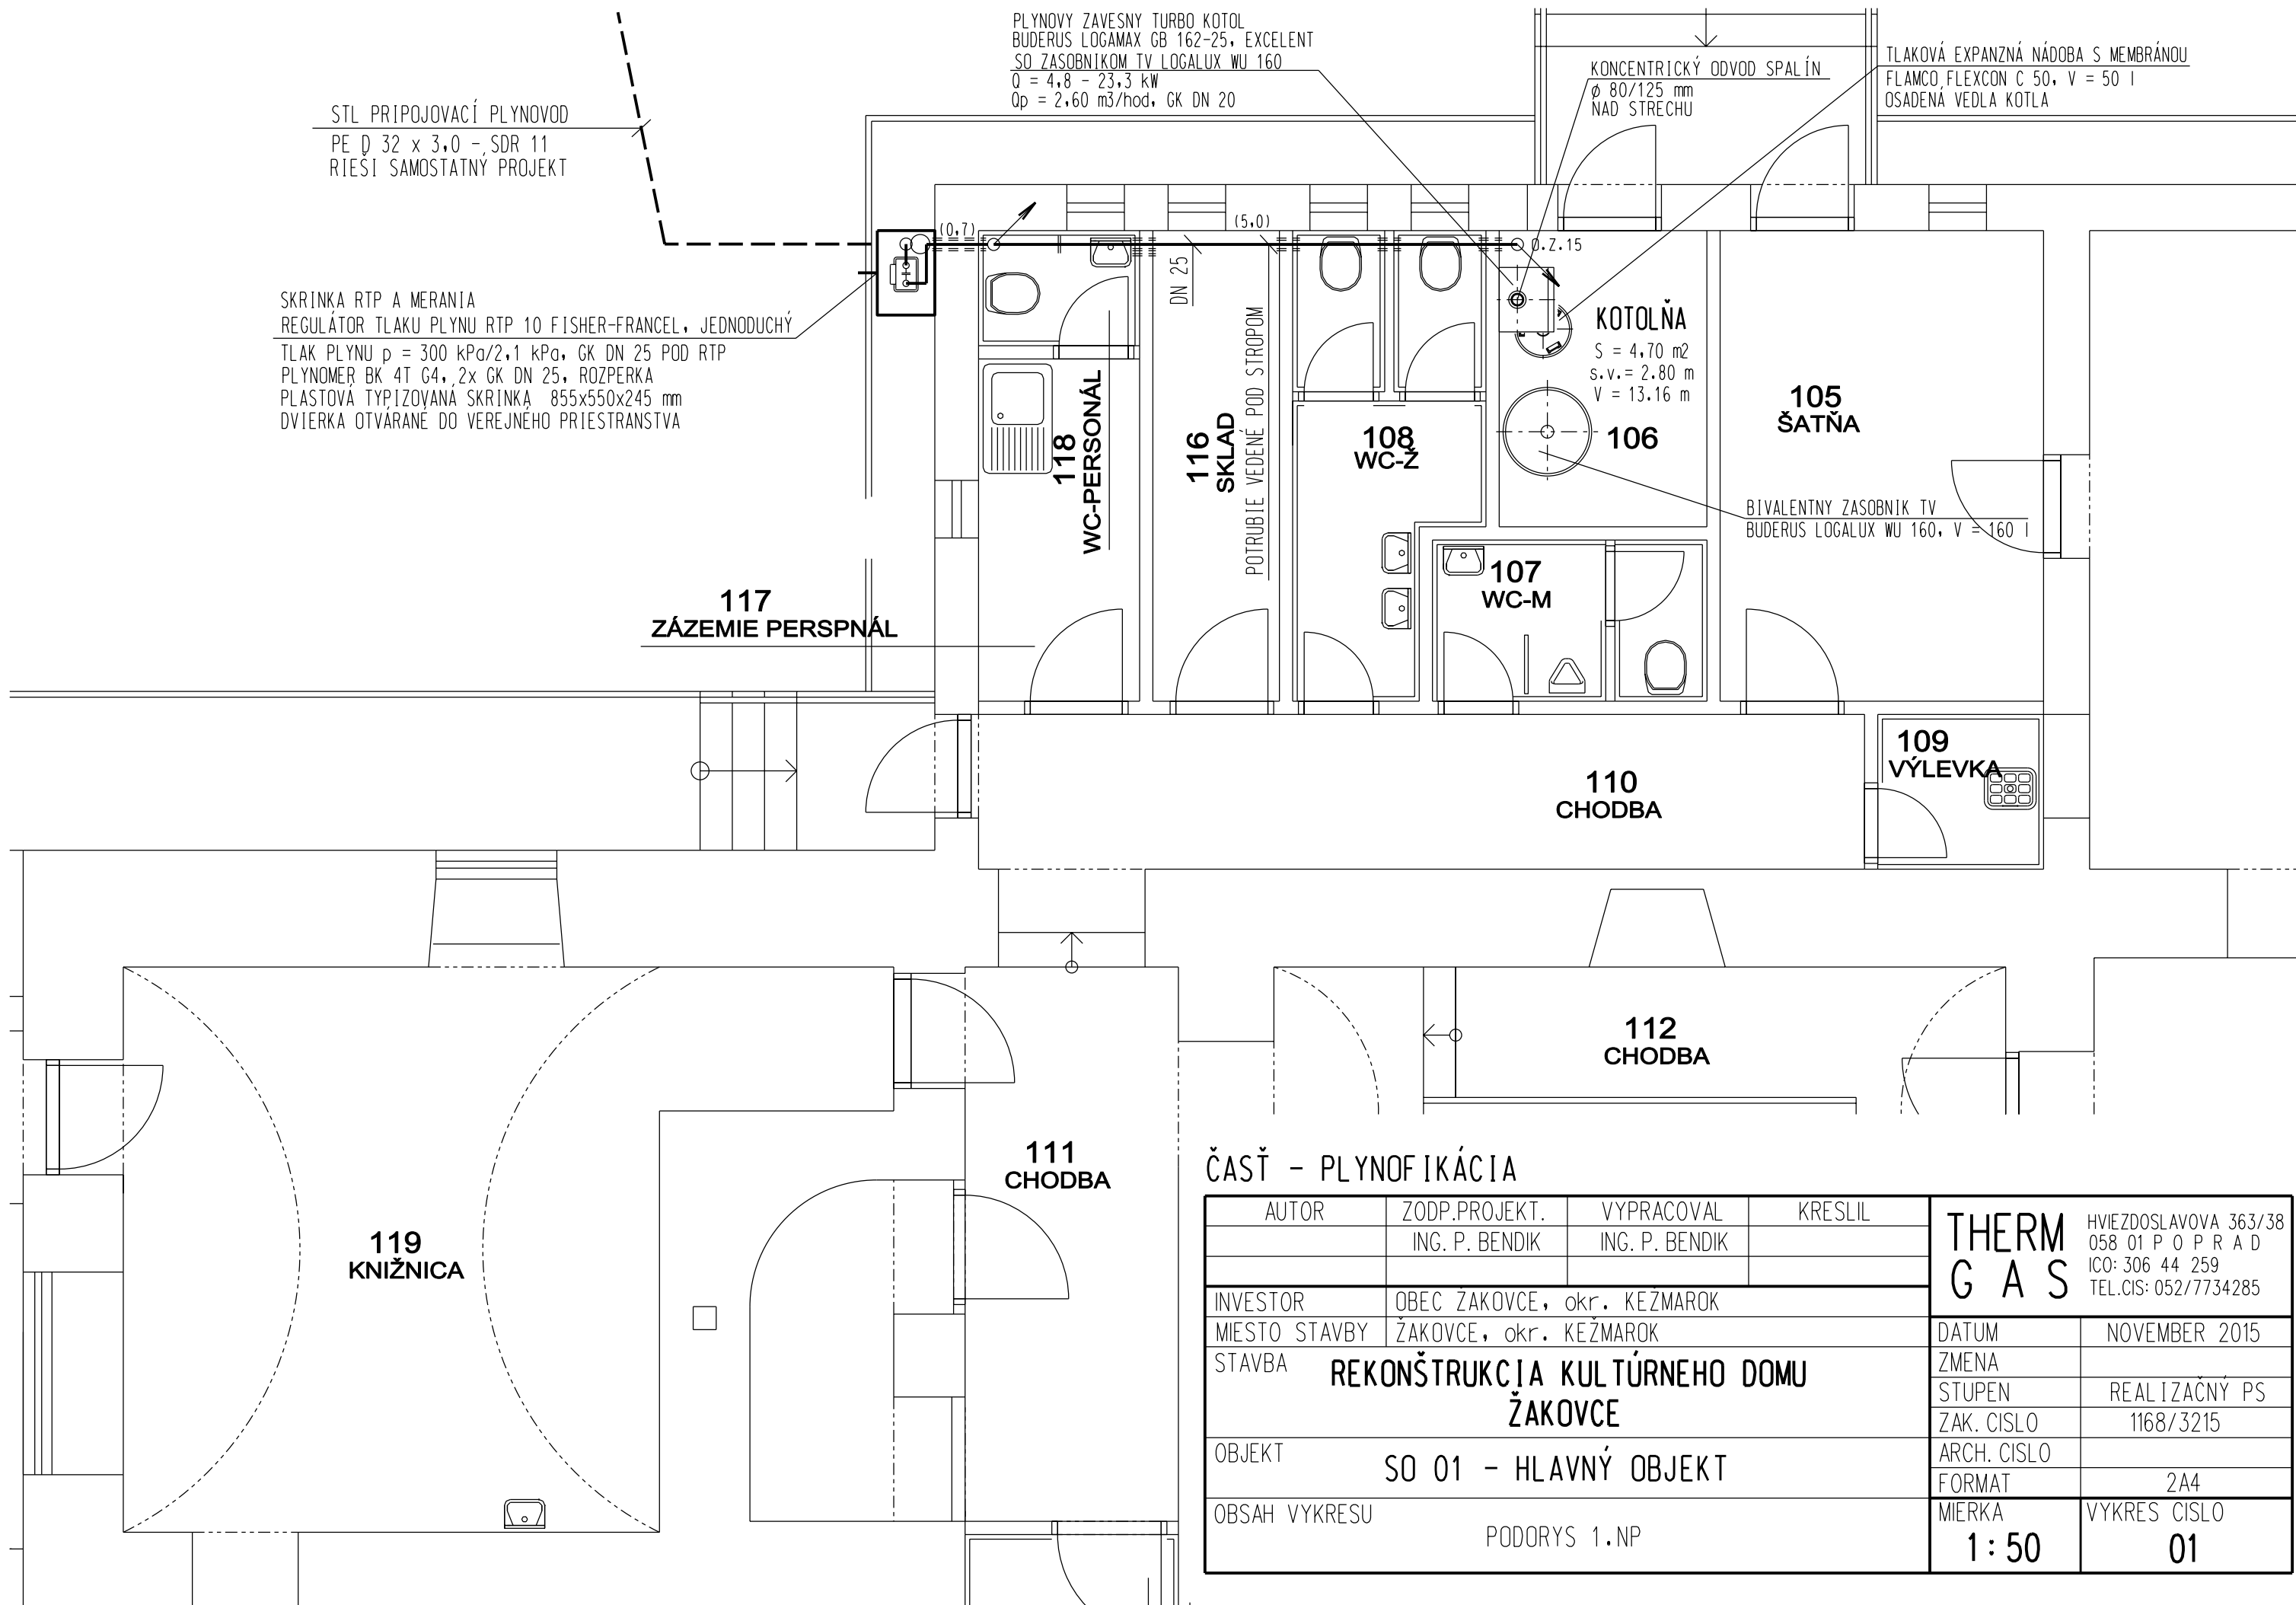 PLYNOVY ZAVESNY TURBO KOTOL
BUDERUS LOGAMAX GB 162-25, EXCELENT
SO ZASOBNIKOM TV LOGALUX WU 160
Q = 4,8 - 23,3 kW
Qp = 2,60 m3/hod, GK DN 20
KONCENTRICKÝ ODVOD SPALÍN
ϕ 80/125 mm
NAD STRECHU
TLAKOVÁ EXPANZNÁ NÁDOBA S MEMBRÁNOU
FLAMCO FLEXCON C 50, V = 50 l
OSADENÁ VEDĽA KOTLA
STL PRIPOJOVACÍ PLYNOVOD
PE D 32 x 3,0 - SDR 11
RIEŠI SAMOSTATNÝ PROJEKT
(0,7)
(5,0)
O.Z.15
DN 25
SKRINKA RTP A MERANIA
REGULÁTOR TLAKU PLYNU RTP 10 FISHER-FRANCEL, JEDNODUCHÝ
TLAK PLYNU p = 300 kPa/2,1 kPa, GK DN 25 POD RTP
PLYNOMER BK 4T G4, 2x GK DN 25, ROZPERKA
PLASTOVÁ TYPIZOVANÁ SKRINKA 855x550x245 mm
DVIERKA OTVÁRANÉ DO VEREJNÉHO PRIESTRANSTVA
KOTOLŇA
S = 4,70 m2
s.v.= 2.80 m
V = 13.16 m
106
105
ŠATŇA
118
WC-PERSONÁL
116
SKLAD
POTRUBIE VEDENÉ POD STROPOM
108
WC-Ž
BIVALENTNY ZASOBNIK TV
BUDERUS LOGALUX WU 160, V = 160 l
107
WC-M
117
ZÁZEMIE PERSPNÁL
109
VÝLEVKA
110
CHODBA
112
CHODBA
111
CHODBA
119
KNIŽNICA
ČASŤ - PLYNOFIKÁCIA
AUTOR
ZODP.PROJEKT.
VYPRACOVAL
KRESLIL
ING. P. BENDIK
ING. P. BENDIK
THERM
G A S
HVIEZDOSLAVOVA 363/38
058 01 P O P R A D
ICO: 306 44 259
TEL.CIS: 052/7734285
INVESTOR
OBEC ŽAKOVCE, okr. KEŽMAROK
MIESTO STAVBY
ŽAKOVCE, okr. KEŽMAROK
STAVBA
REKONŠTRUKCIA KULTÚRNEHO DOMU
ŽAKOVCE
OBJEKT
SO 01 - HLAVNÝ OBJEKT
OBSAH VYKRESU
PODORYS 1.NP
DATUM
NOVEMBER 2015
ZMENA
STUPEN
REALIZAČNÝ PS
ZAK. CISLO
1168/3215
ARCH. CISLO
FORMAT
2A4
MIERKA
1:50
VYKRES CISLO
01